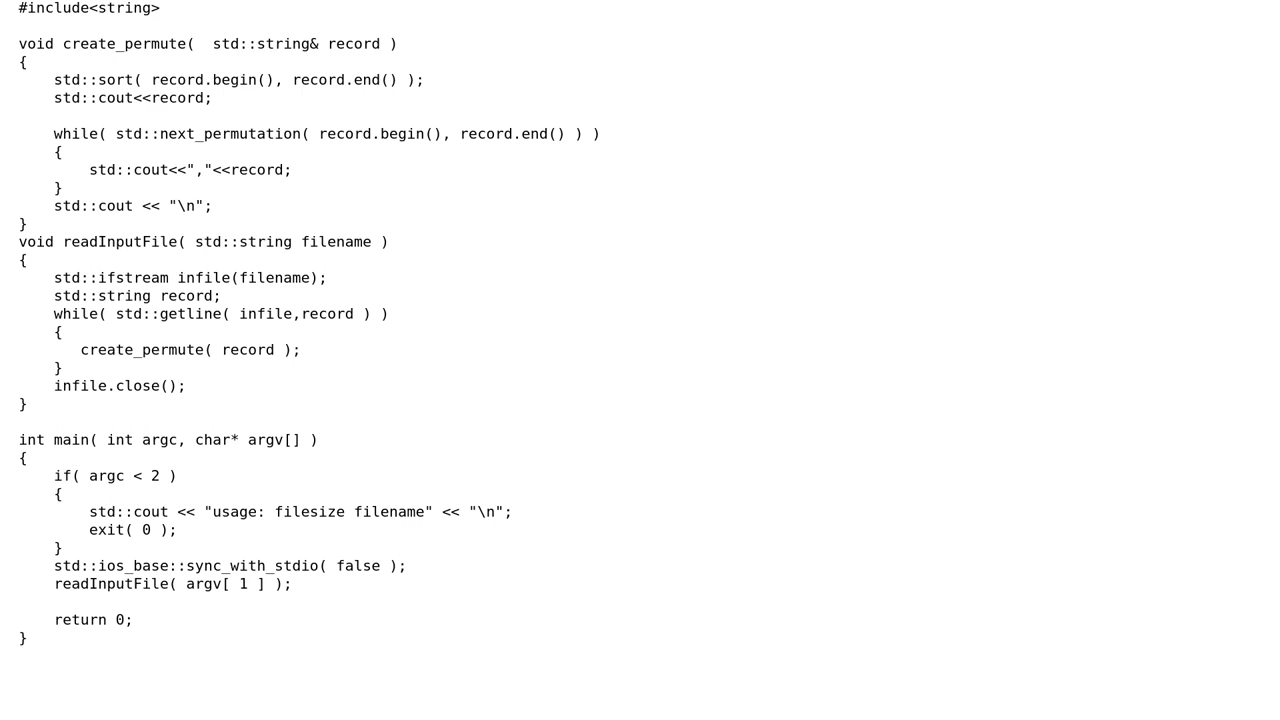 #include<string>

void create_permute(  std::string& record )
{
    std::sort( record.begin(), record.end() );
    std::cout<<record;

    while( std::next_permutation( record.begin(), record.end() ) )
    {
        std::cout<<","<<record;
    }
    std::cout << "\n";
}
void readInputFile( std::string filename )
{
    std::ifstream infile(filename);
    std::string record;
    while( std::getline( infile,record ) )
    {
       create_permute( record );
    }
    infile.close();
}

int main( int argc, char* argv[] )
{
    if( argc < 2 )
    {
        std::cout << "usage: filesize filename" << "\n";
        exit( 0 );
    }
    std::ios_base::sync_with_stdio( false );
    readInputFile( argv[ 1 ] );

    return 0;
}